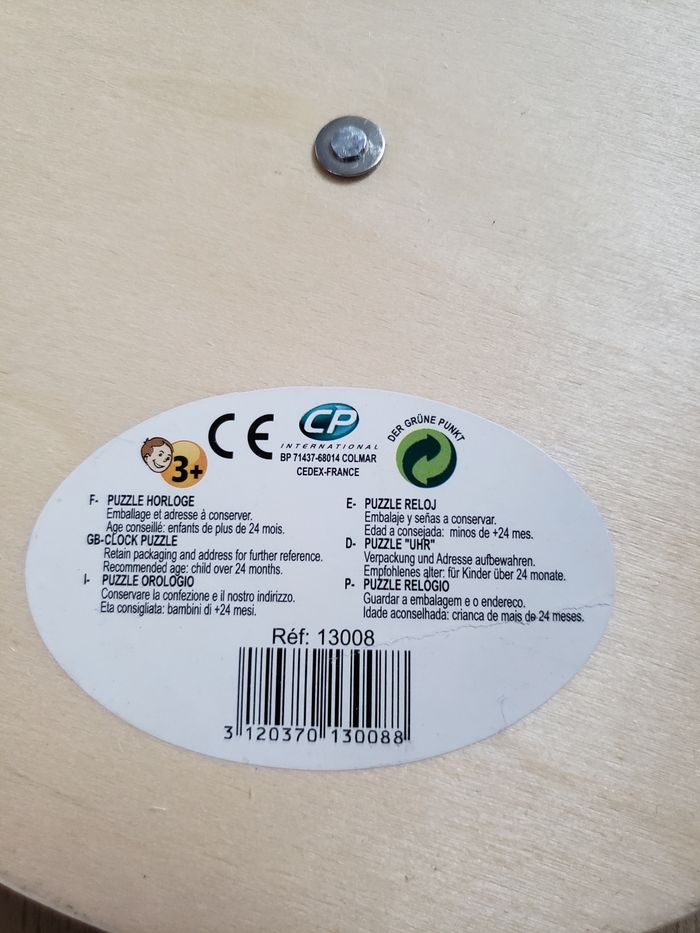 3+
CE
CP
INTERNATIONAL
BP 71437-68014 COLMAR
CEDEX-FRANCE
DER GRÜNE PUNKT
F- PUZZLE HORLOGE
Emballage et adresse à conserver.
Age conseillé: enfants de plus de 24 mois.
GB-CLOCK PUZZLE
Retain packaging and address for further reference.
Recommended age: child over 24 months.
I- PUZZLE OROLOGIO
Conservare la confezione e il nostro indirizzo.
Eta consigliata: bambini di +24 mesi.
E- PUZZLE RELOJ
Embalaje y señas a conservar.
Edad a consejada: minos de +24 mes.
D- PUZZLE "UHR"
Verpackung und Adresse aufbewahren.
Empfohlenes alter: für Kinder über 24 monate.
P- PUZZLE RELÓGIO
Guardar a embalagem e o endereco.
Idade aconselhada: crianca de mais de 24 meses.
Réf: 13008
3 120370 130088